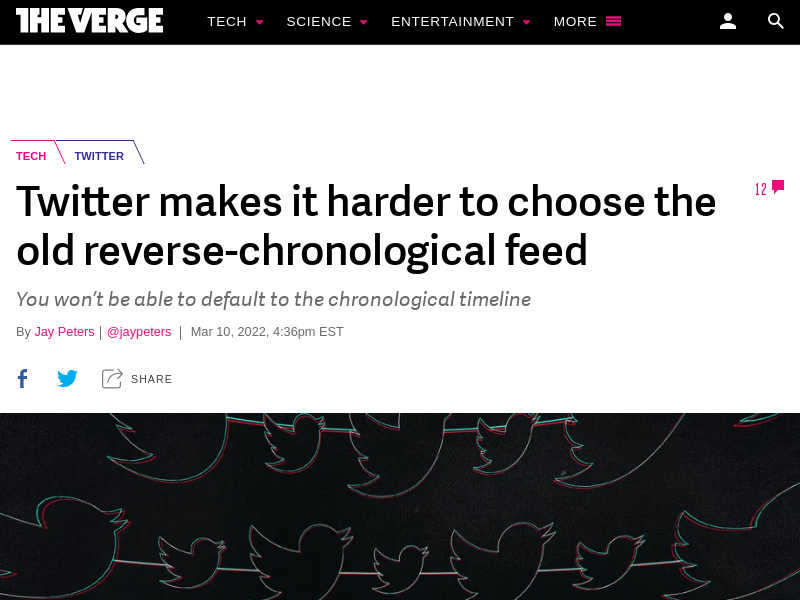 THE VERGE
TECH SCIENCE ENTERTAINMENT MORE
TECH TWITTER
Twitter makes it harder to choose the
old reverse-chronological feed
12
You won’t be able to default to the chronological timeline
By Jay Peters | @jaypeters | Mar 10, 2022, 4:36pm EST
SHARE